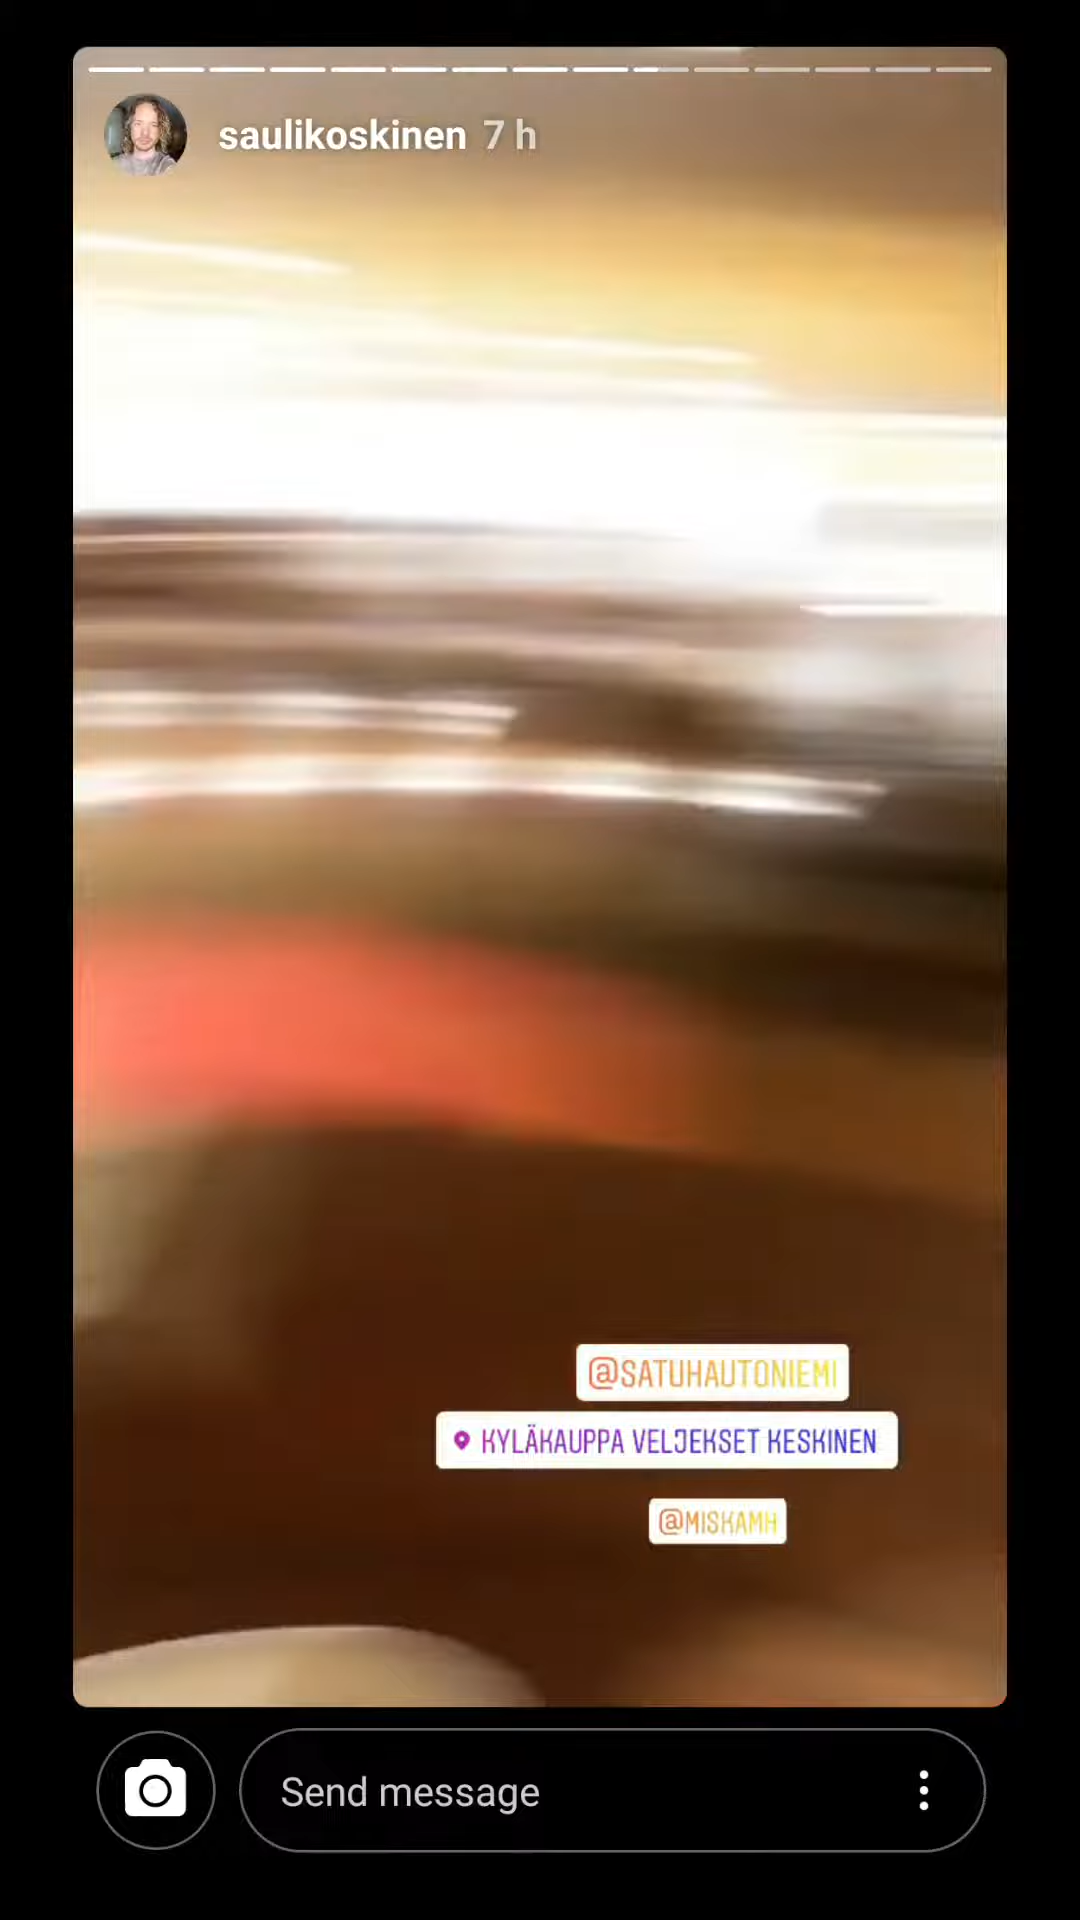 saulikoskinen 7 h
@SATUHAUTONIEMI
KYLÄKAUPPA VELJEKSET KESKINEN
@MISKAMH
Send message